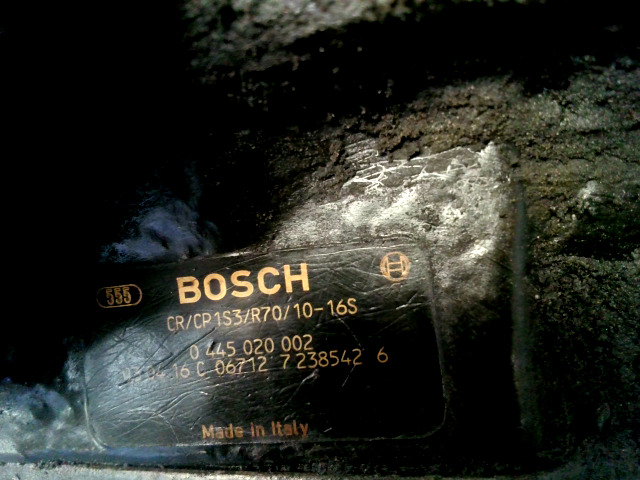 555
BOSCH
CR/CP1S3/R70/10-16S
0 445 020 002
16 C 06712 7 238542 6
Made in Italy